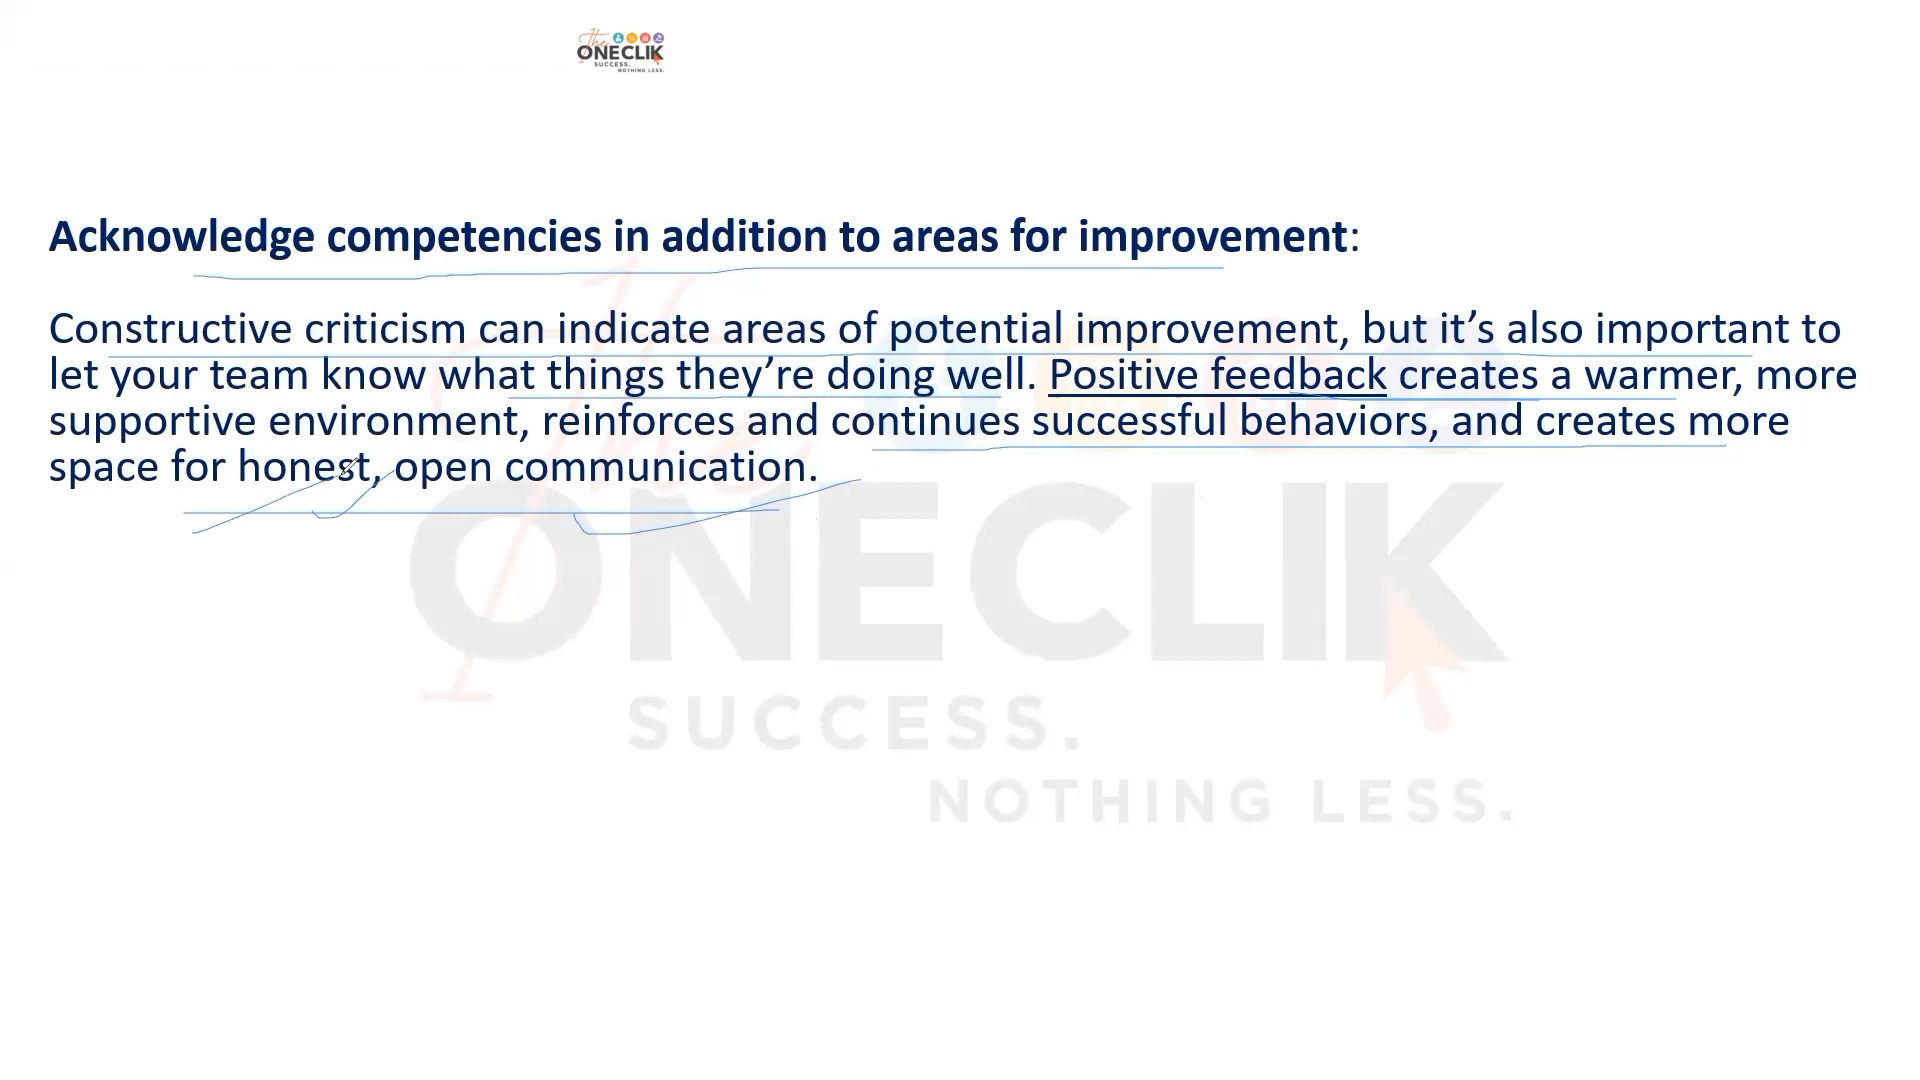 The
ONECLIK
SUCCESS.
NOTHING LESS.
Acknowledge competencies in addition to areas for improvement:
Constructive criticism can indicate areas of potential improvement, but it’s also important to
let your team know what things they’re doing well. Positive feedback creates a warmer, more
supportive environment, reinforces and continues successful behaviors, and creates more
space for honest, open communication.
The
ONECLIK
SUCCESS.
NOTHING LESS.